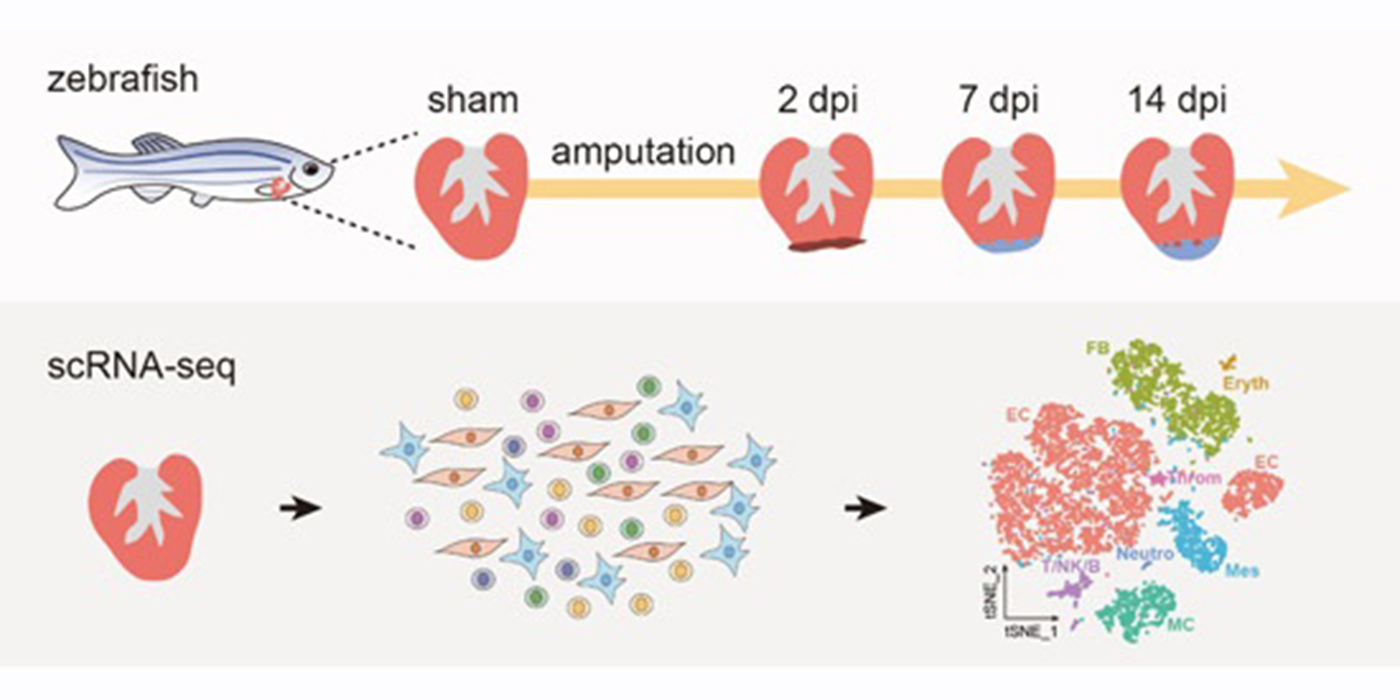 zebrafish
sham
amputation
2 dpi
7 dpi
14 dpi
scRNA-seq
FB
Eryth
EC
EC
Throm
Neutro
Mes
T/NK/B
MC
tSNE_2
tSNE_1